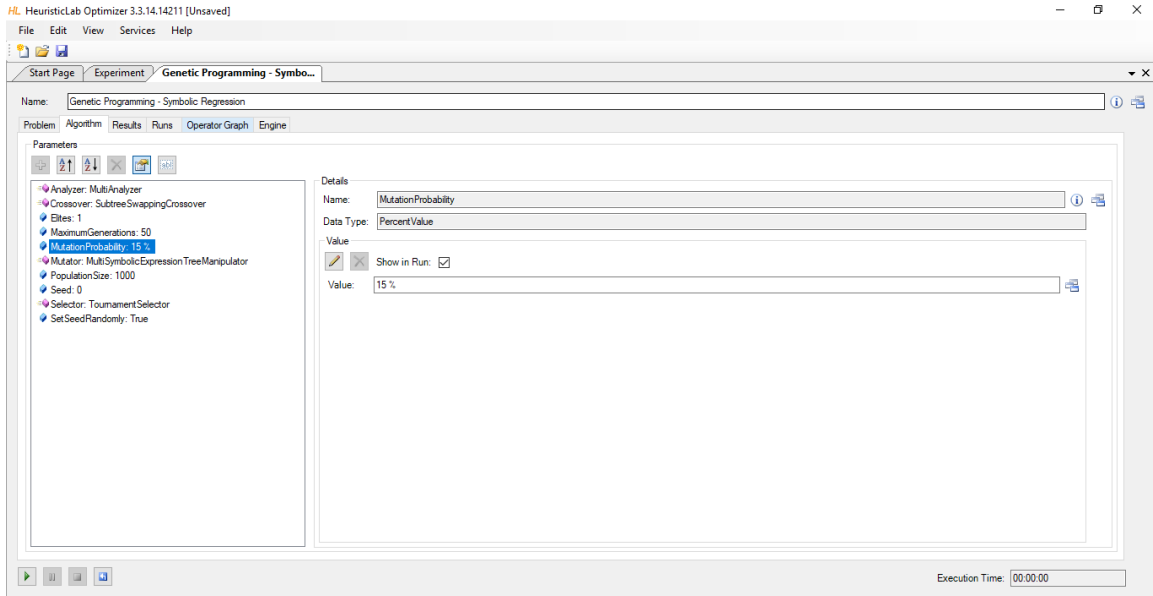 HL HeuristicLab Optimizer 3.3.14.14211 [Unsaved]
File Edit View Services Help
Start Page Experiment Genetic Programming - Symbo...
Name: Genetic Programming - Symbolic Regression
Problem Algorithm Results Runs Operator Graph Engine
Parameters
Analyzer: MultiAnalyzer
Crossover: SubtreeSwappingCrossover
Elites: 1
MaximumGenerations: 50
MutationProbability: 15 %
Mutator: MultiSymbolicExpressionTreeManipulator
PopulationSize: 1000
Seed: 0
Selector: TournamentSelector
SetSeedRandomly: True
Details
Name: MutationProbability
Data Type: PercentValue
Value
Show in Run:
Value: 15 %
Execution Time: 00:00:00